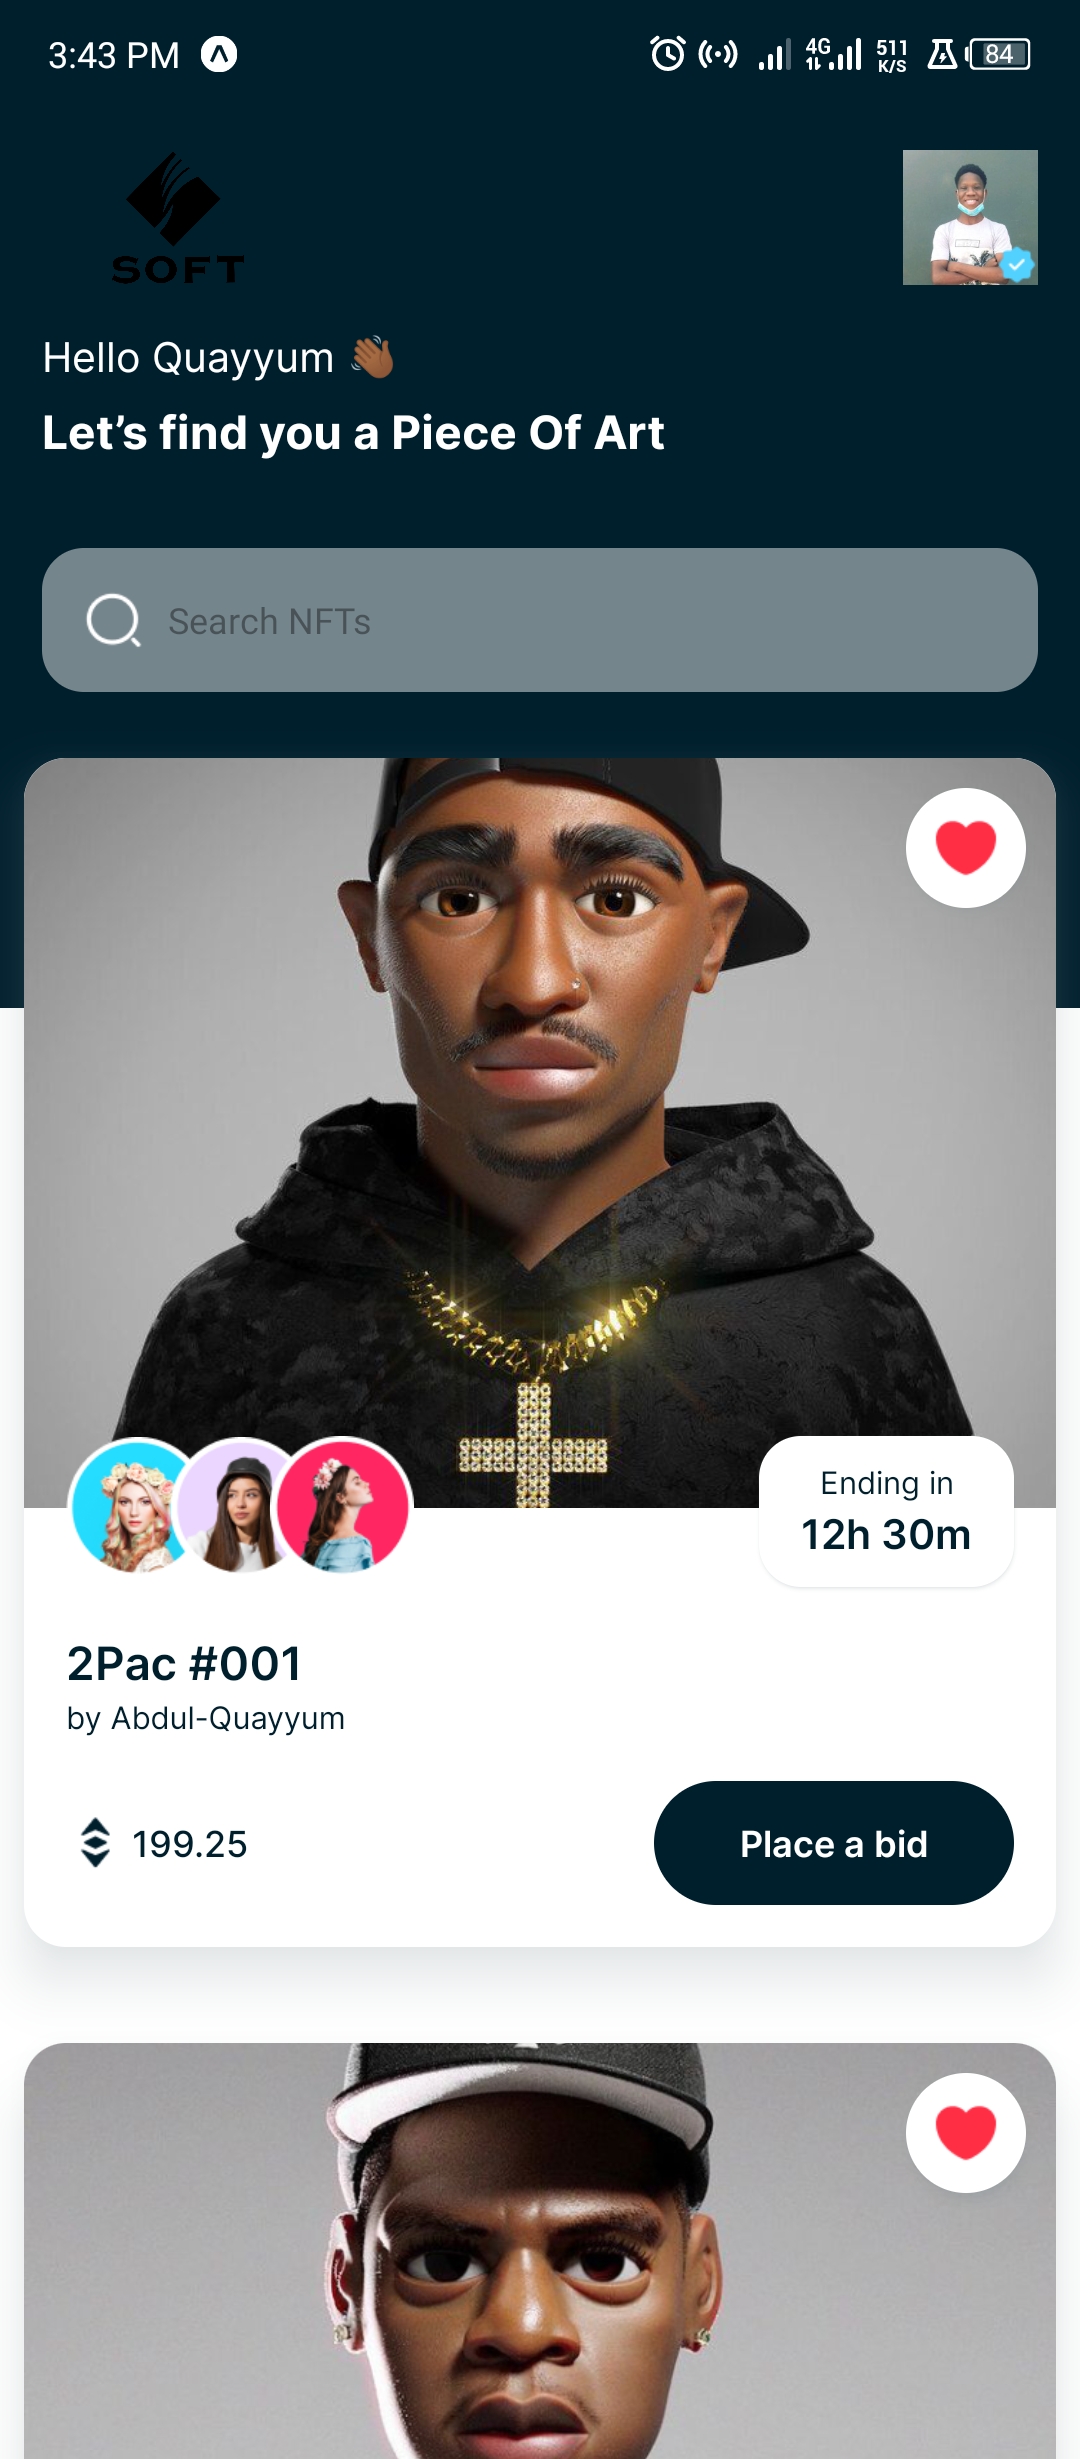 3:43 PM
4G
511
K/S
84
SOFT
Hello Quayyum 👋🏾
Let’s find you a Piece Of Art
Search NFTs
Ending in
12h 30m
2Pac #001
by Abdul-Quayyum
199.25
Place a bid